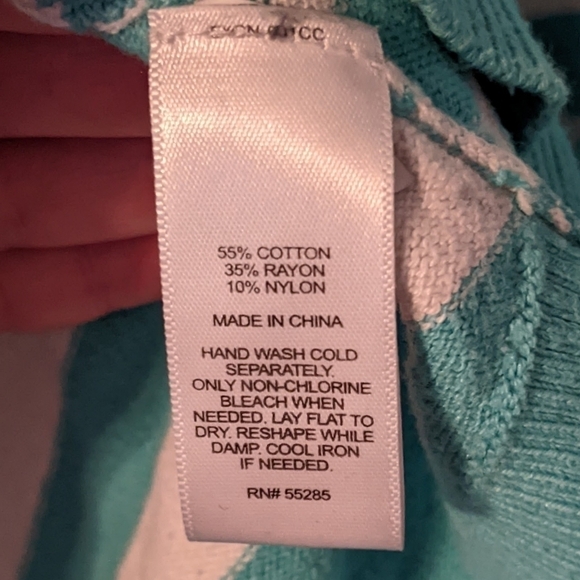 55% COTTON
35% RAYON
10% NYLON
MADE IN CHINA
HAND WASH COLD
SEPARATELY.
ONLY NON-CHLORINE
BLEACH WHEN
NEEDED. LAY FLAT TO
DRY. RESHAPE WHILE
DAMP. COOL IRON
IF NEEDED.
RN# 55285